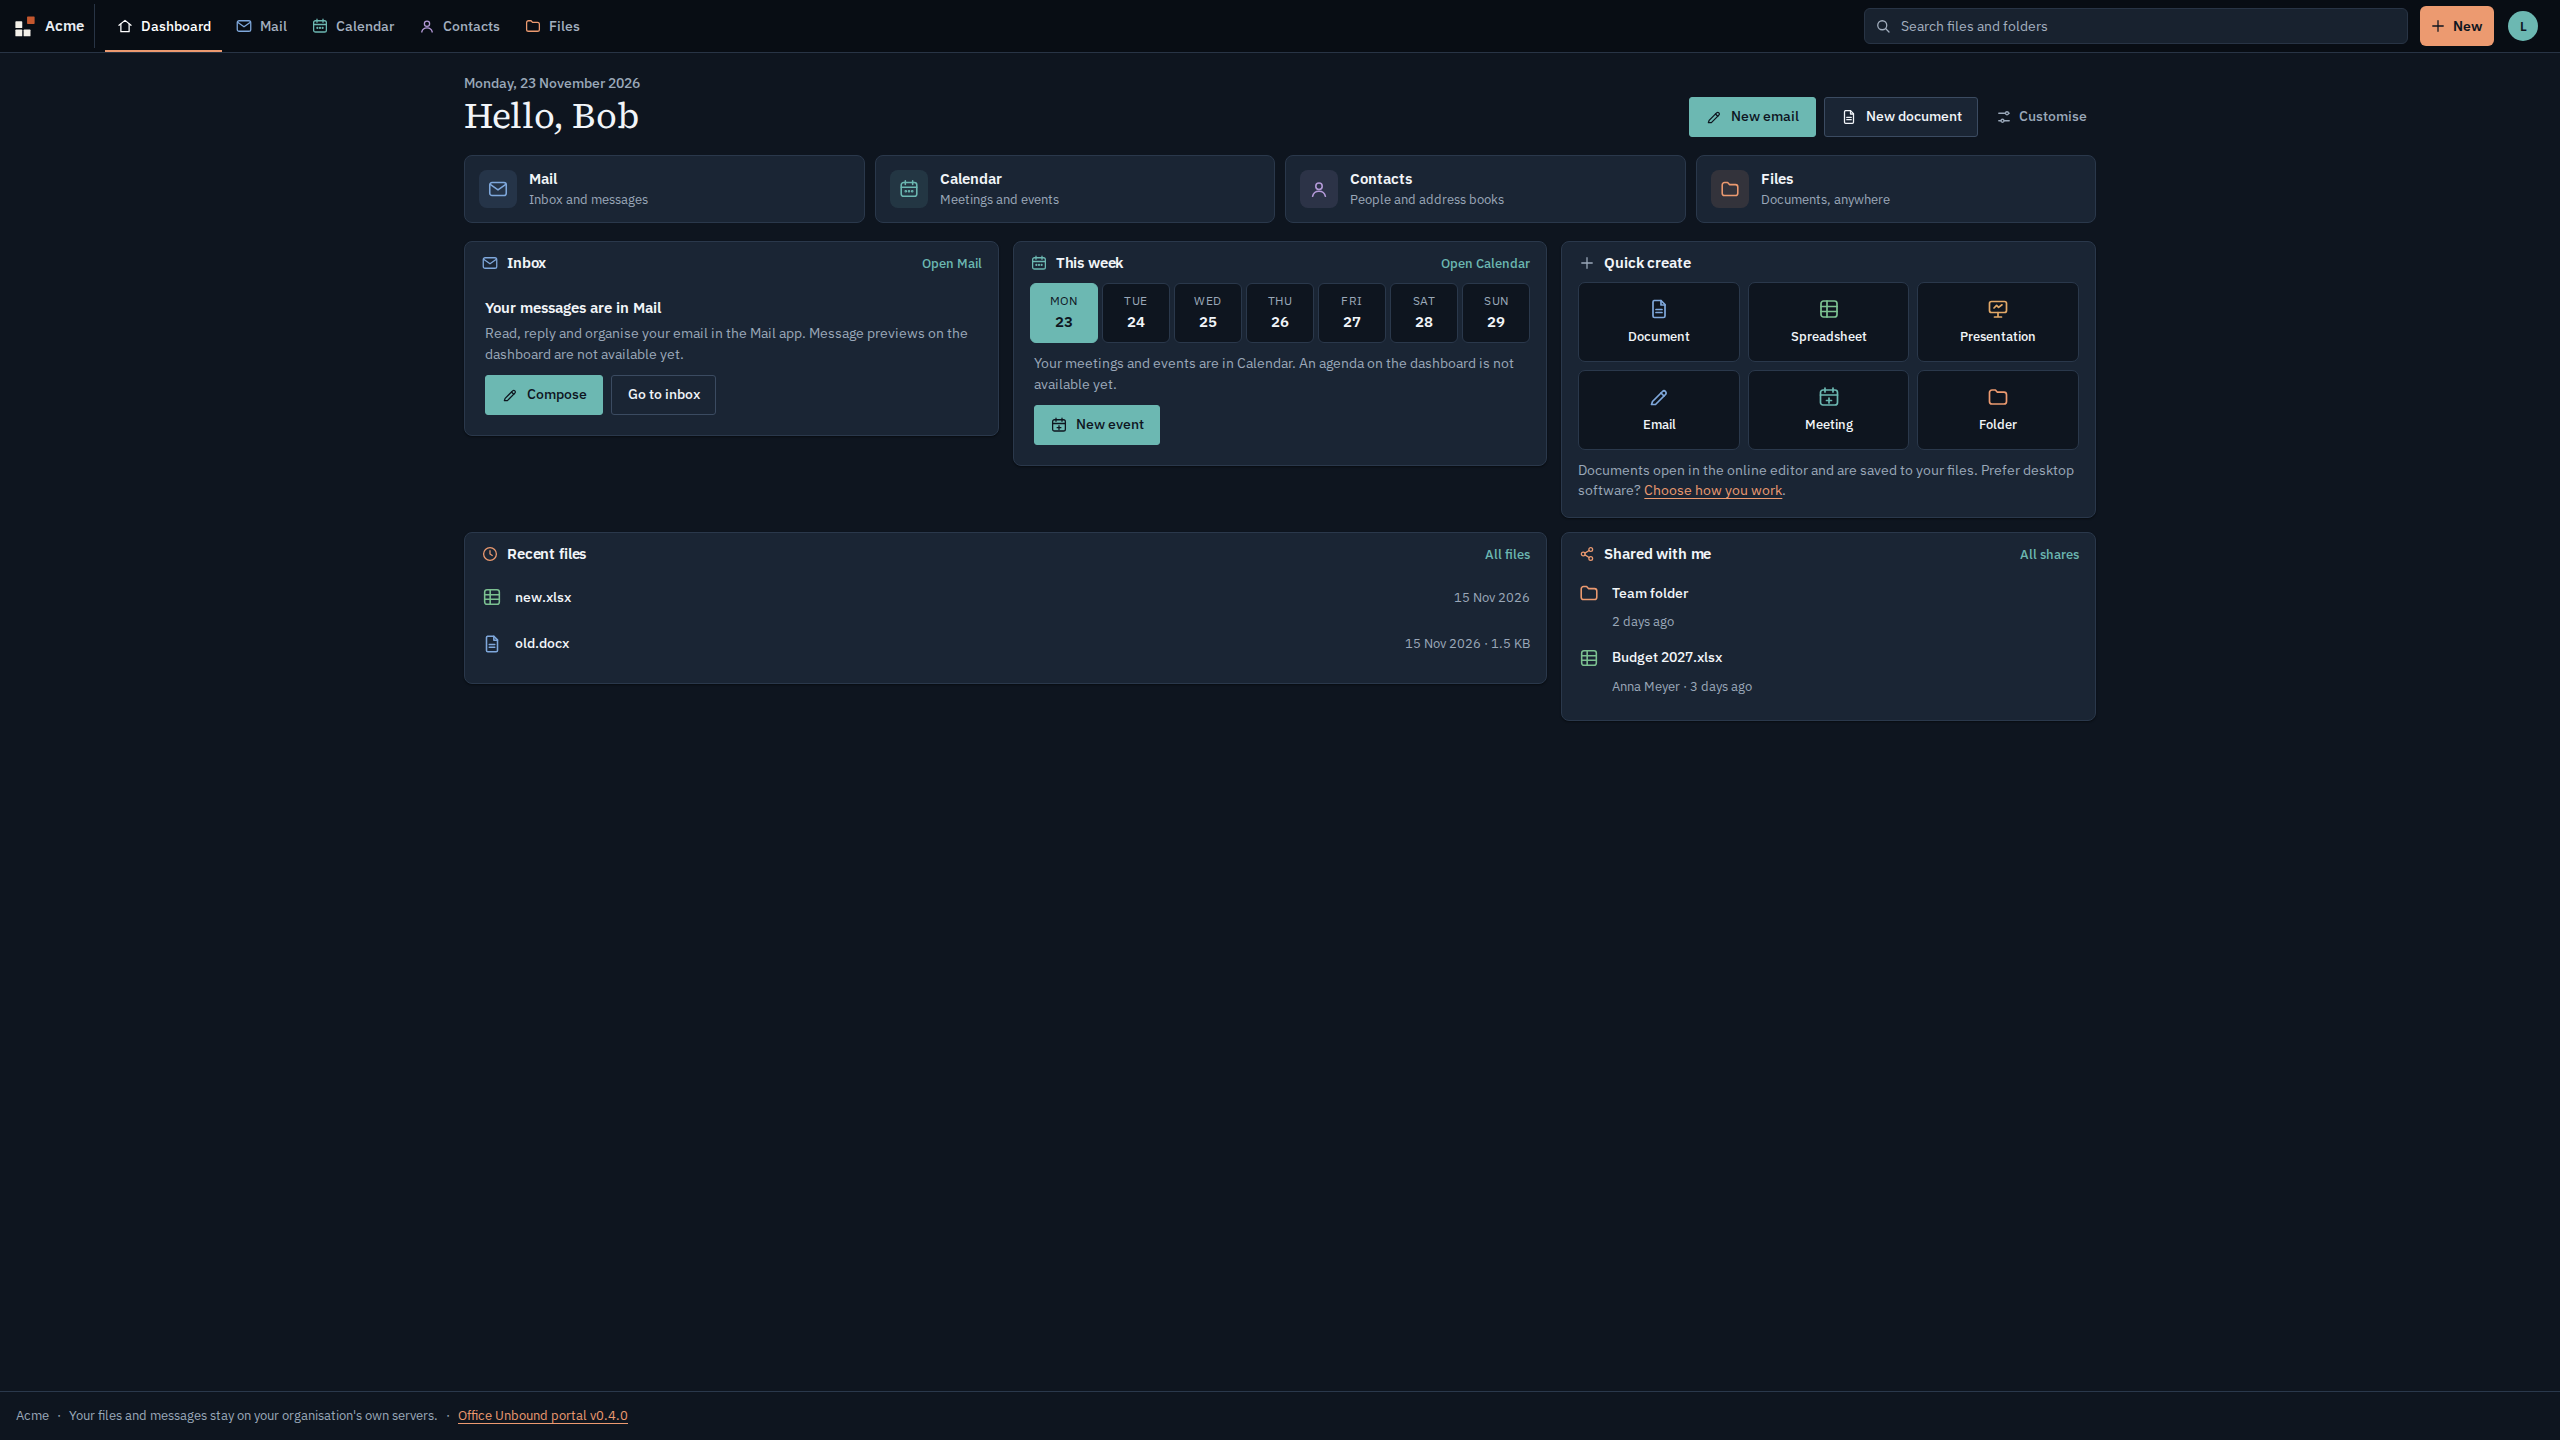 Acme
Dashboard
Mail
Calendar
Contacts
Files
Search files and folders
New
L
Monday, 23 November 2026
Hello, Bob
New email
New document
Customise
Mail
Inbox and messages
Calendar
Meetings and events
Contacts
People and address books
Files
Documents, anywhere
Inbox
Open Mail
Your messages are in Mail
Read, reply and organise your email in the Mail app. Message previews on the
dashboard are not available yet.
Compose
Go to inbox
This week
Open Calendar
MON
23
TUE
24
WED
25
THU
26
FRI
27
SAT
28
SUN
29
Your meetings and events are in Calendar. An agenda on the dashboard is not
available yet.
New event
Quick create
Document
Spreadsheet
Presentation
Email
Meeting
Folder
Documents open in the online editor and are saved to your files. Prefer desktop
software? Choose how you work.
Recent files
All files
new.xlsx
15 Nov 2026
old.docx
15 Nov 2026 · 1.5 KB
Shared with me
All shares
Team folder
2 days ago
Budget 2027.xlsx
Anna Meyer · 3 days ago
Acme · Your files and messages stay on your organisation's own servers. · Office Unbound portal v0.4.0